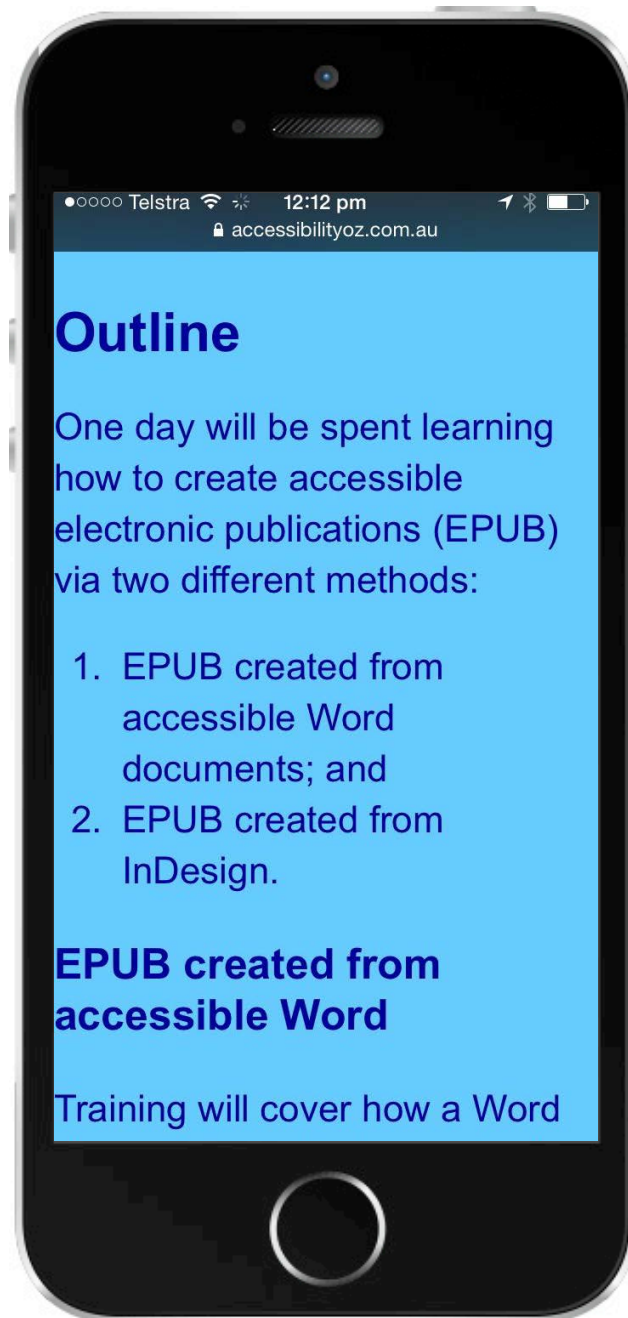 Telstra 12:12 pm
accessibilityoz.com.au
Outline
One day will be spent learning
how to create accessible
electronic publications (EPUB)
via two different methods:
1. EPUB created from
accessible Word
documents; and
2. EPUB created from
InDesign.
EPUB created from
accessible Word
Training will cover how a Word